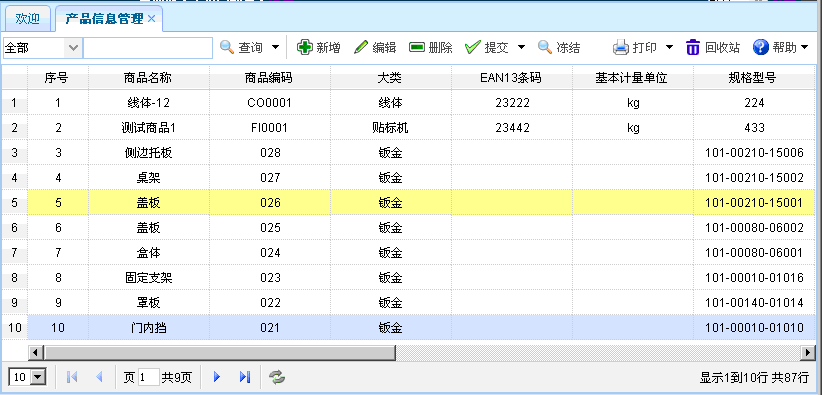 欢迎 产品信息管理
全部 查询 新增 编辑 删除 提交 冻结 打印 回收站 帮助
序号 商品名称 商品编码 大类 EAN13条码 基本计量单位 规格型号
1 1 线体-12 CO0001 线体 23222 kg 224
2 2 测试商品1 FI0001 贴标机 23442 kg 433
3 3 侧边托板 028 钣金 101-00210-15006
4 4 桌架 027 钣金 101-00210-15002
5 5 盖板 026 钣金 101-00210-15001
6 6 盖板 025 钣金 101-00080-06002
7 7 盒体 024 钣金 101-00080-06001
8 8 固定支架 023 钣金 101-00010-01016
9 9 罩板 022 钣金 101-00140-01014
10 10 门内挡 021 钣金 101-00010-01010
10 页 1 共9页 显示1到10行 共87行